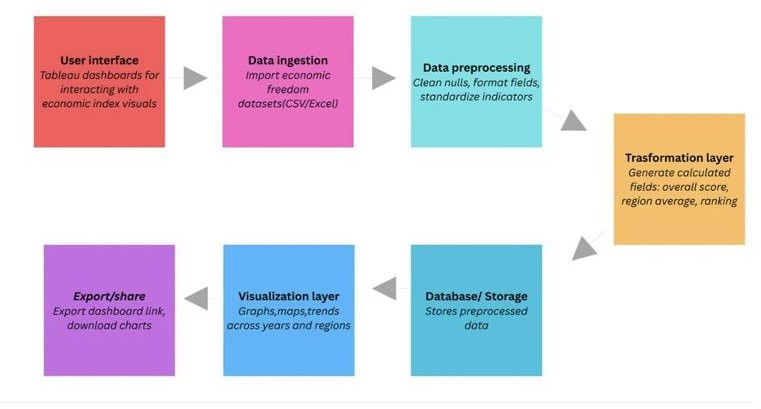 User interface
Tableau dashboards for
interacting with
economic index visuals
Data ingestion
Import economic
freedom
datasets(CSV/Excel)
Data preprocessing
Clean nulls, format fields,
standardize indicators
Trasformation layer
Generate calculated
fields: overall score,
region average, ranking
Database/ Storage
Stores preprocessed
data
Visualization layer
Graphs,maps,trends
across years and regions
Export/share
Export dashboard link,
download charts